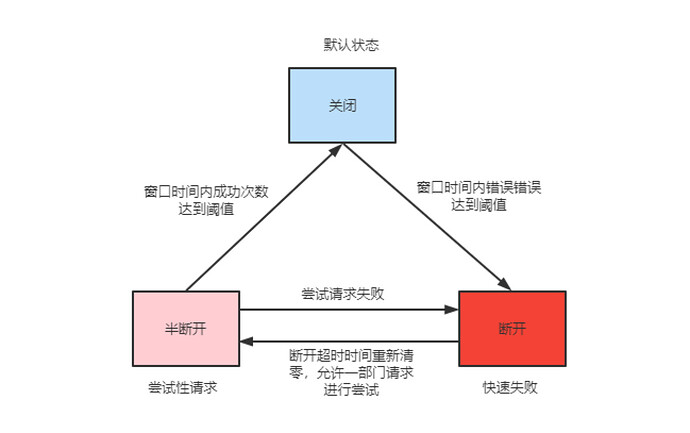 默认状态
关闭
窗口时间内成功次数
达到阈值
窗口时间内错误错误
达到阈值
尝试请求失败
半断开
断开
断开超时时间重新清
零，允许一部门请求
进行尝试
尝试性请求
快速失败